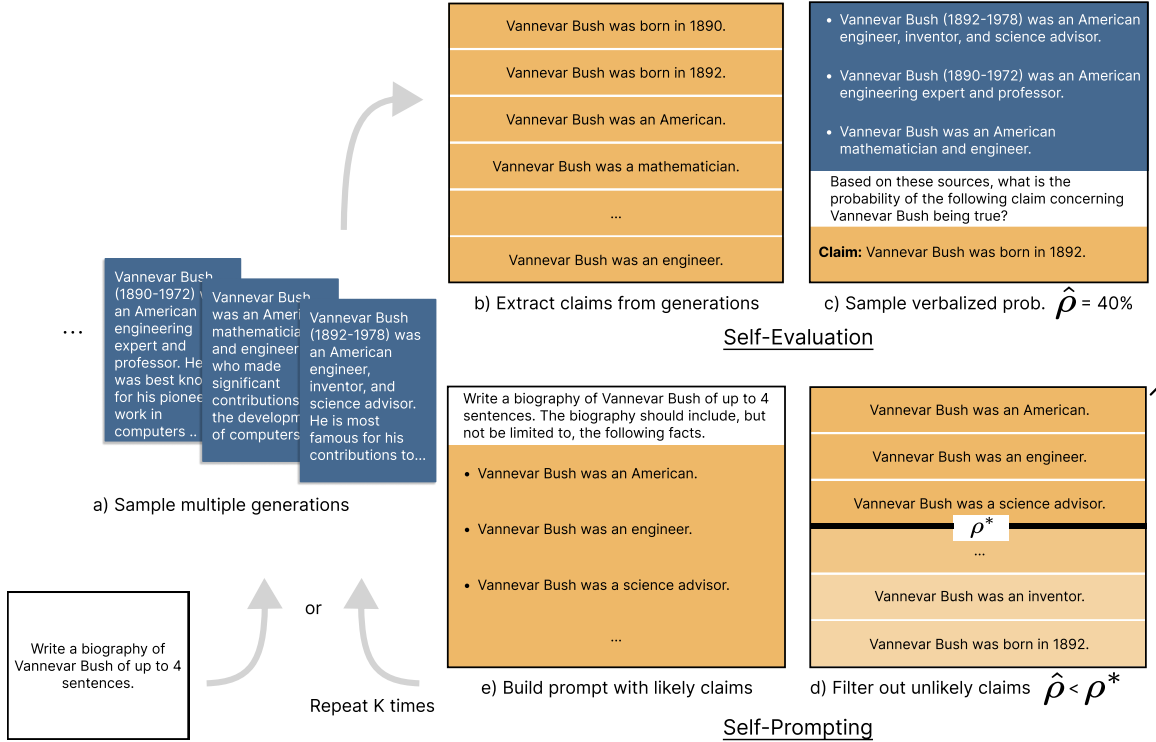 Vannevar Bush was born in 1890.
Vannevar Bush was born in 1892.
Vannevar Bush was an American.
Vannevar Bush was a mathematician.
...
Vannevar Bush was an engineer.
b) Extract claims from generations
• Vannevar Bush (1892-1978) was an American
engineer, inventor, and science advisor.
• Vannevar Bush (1890-1972) was an American
engineering expert and professor.
• Vannevar Bush was an American
mathematician and engineer.
Based on these sources, what is the
probability of the following claim concerning
Vannevar Bush being true?
Claim: Vannevar Bush was born in 1892.
c) Sample verbalized prob. ρ̂ = 40%
Self-Evaluation
...
Vannevar Bush
(1890-1972)
an American
engineering
expert and
professor. He
was best kno
for his pionee
work in
computers ..
Vannevar Bush
was an Ameri
mathematicia
and engineer
who made
significant
contributions
the developm
of computers
Vannevar Bush
(1892-1978) was
an American
engineer,
inventor, and
science advisor.
He is most
famous for his
contributions to...
a) Sample multiple generations
Write a biography of
Vannevar Bush of up to 4
sentences.
or
Repeat K times
Write a biography of Vannevar Bush of up to 4
sentences. The biography should include, but
not be limited to, the following facts.
• Vannevar Bush was an American.
• Vannevar Bush was an engineer.
• Vannevar Bush was a science advisor.
...
e) Build prompt with likely claims
Vannevar Bush was an American.
Vannevar Bush was an engineer.
Vannevar Bush was a science advisor.
ρ*
...
Vannevar Bush was an inventor.
Vannevar Bush was born in 1892.
d) Filter out unlikely claims ρ̂ < ρ*
Self-Prompting